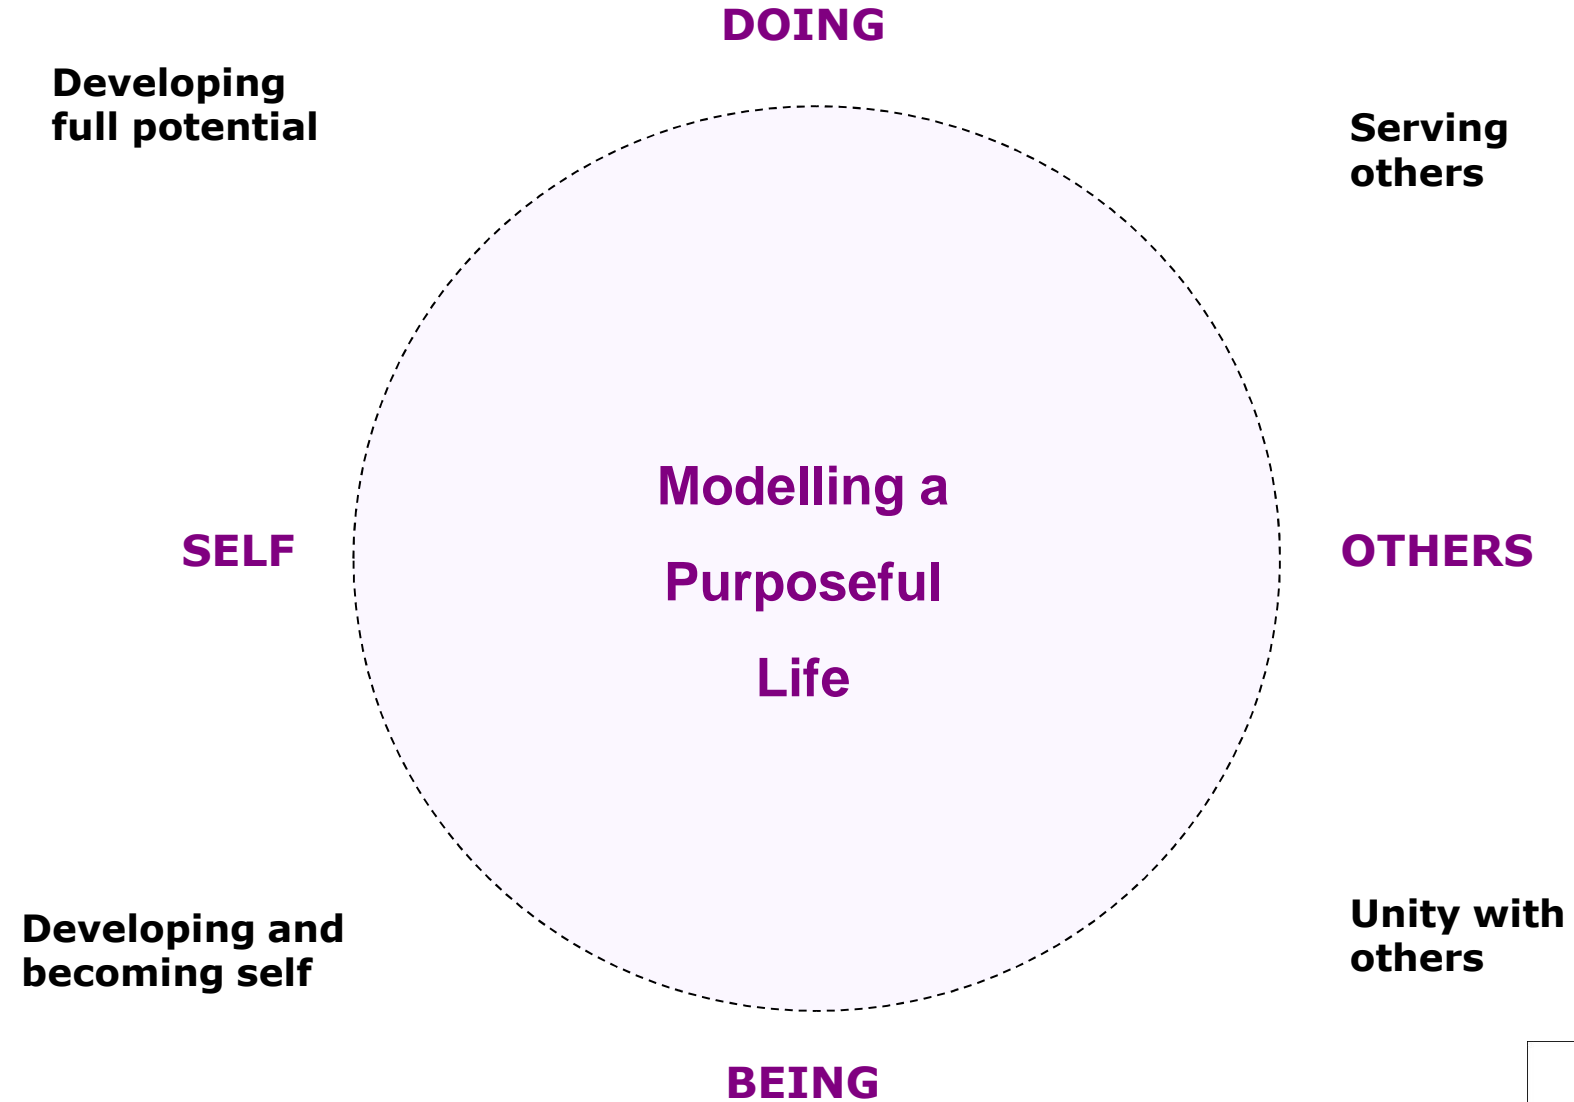 DOING
Developing
full potential
Serving
others
SELF
Modelling a
Purposeful
Life
OTHERS
Developing and
becoming self
Unity with
others
BEING